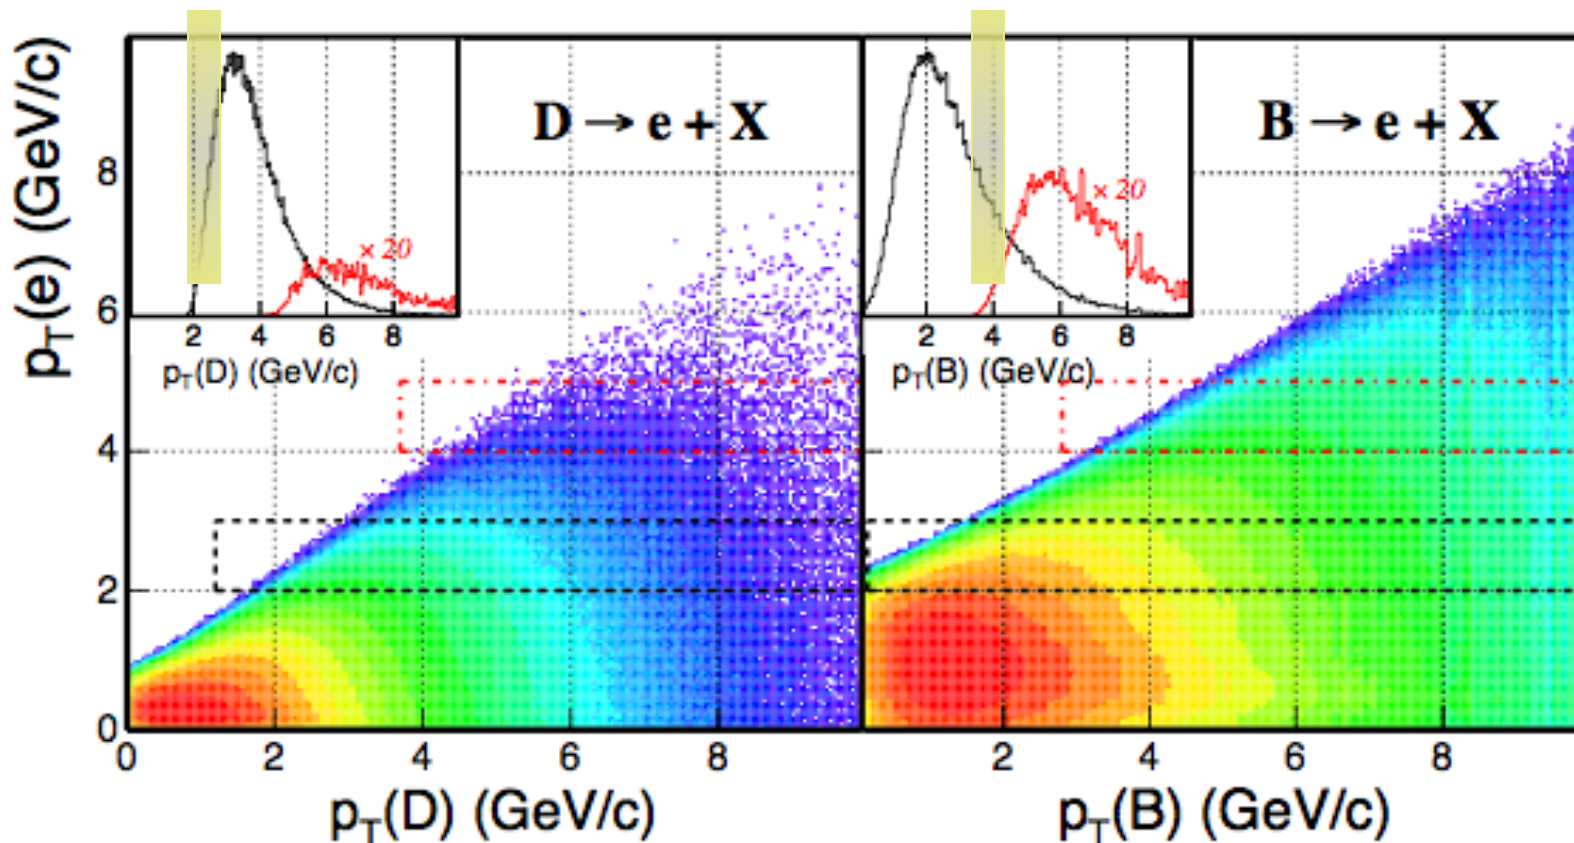 p_T(e) (GeV/c)
8
6
4
2
0
D → e + X
× 20
2 4 6 8
p_T(D) (GeV/c)
0 2 4 6 8
p_T(D) (GeV/c)
B → e + X
× 20
2 4 6 8
p_T(B) (GeV/c)
2 4 6 8
p_T(B) (GeV/c)